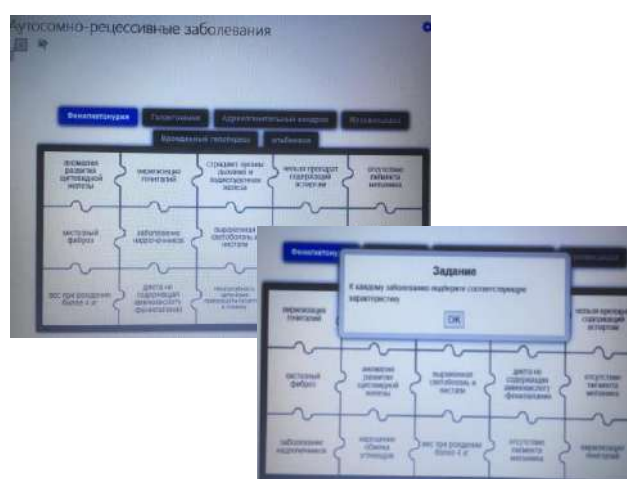 Аутосомно-рецессивные заболевания
Фенилкетонурия
Галактоземия
Адреногенитальный синдром
Муковисцидоз
Врожденный гипотиреоз
альбинизм
аномалия
развития
щитовидной
железы
вирилизация
гениталий
страдают органы
дыхания и
железа
нельзя препарат
содержащий
аспартам
отсутствие
пигмента
меланина
кистозный
фиброз
заболевание
надпочечников
выраженная
светобоязнь и
нистагм
вес при рождении
более 4 кг
диета не
содержащая
аминокислоту
фенилаланин
Задание
К каждому заболеванию подберите соответствующую
характеристику
OK
вирилизация
гениталий
нельзя препарат
содержащий
аспартам
кистозный
фиброз
аномалия
развития
щитовидной
железы
выраженная
светобоязнь и
нистагм
диета не
содержащая
аминокислоту
фенилаланин
отсутствие
пигмента
меланина
заболевание
надпочечников
нарушение
обмена
углеводов
вес при рождении
более 4 кг
отсутствие
пигмента
меланина
вирилизация
гениталий